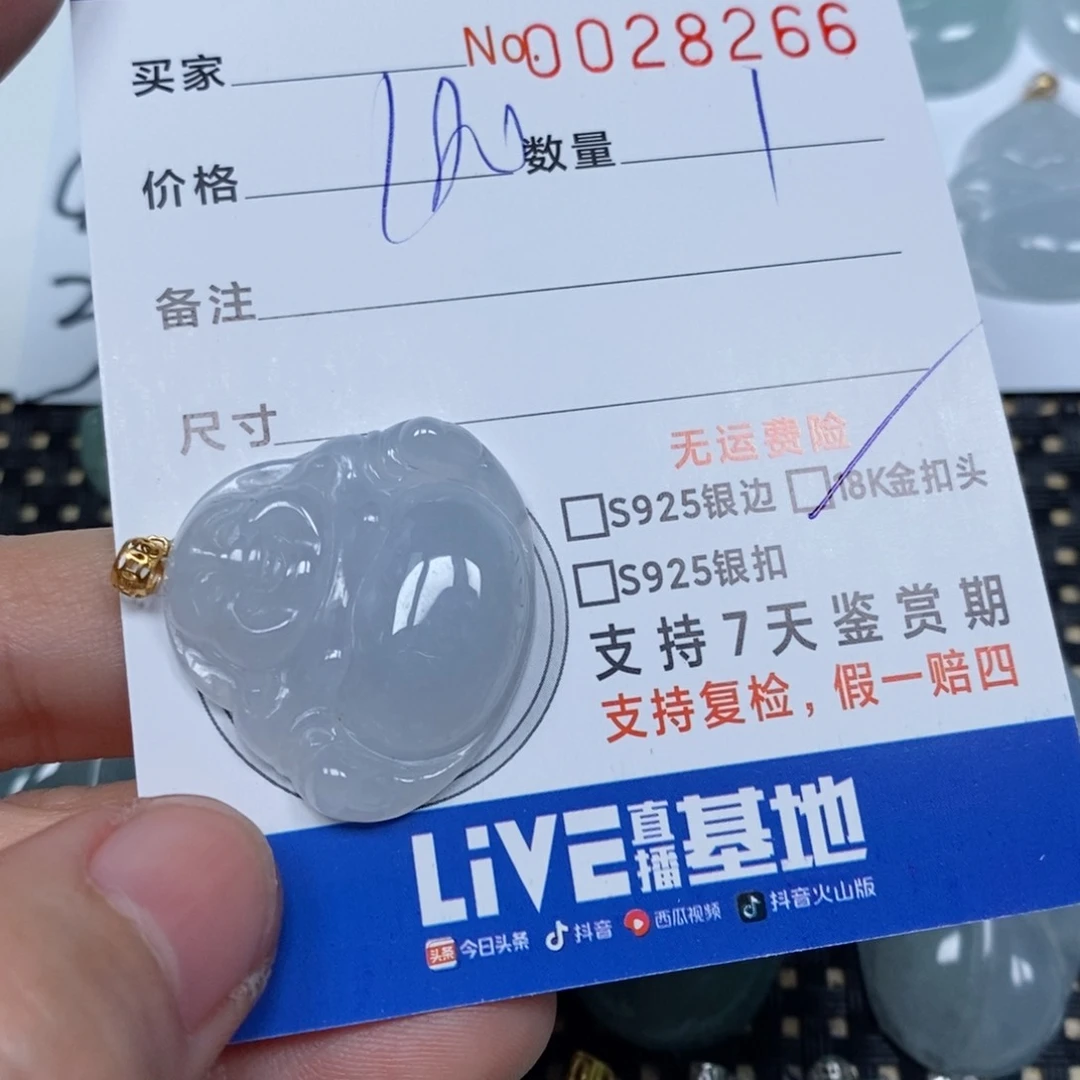 买家 No.0028266
价格 数量 1
备注
尺寸
无运费险
S925银边 18K金扣头
S925银扣
支持7天鉴赏期
支持复检，假一赔四
LiVE直播基地
头条 今日头条 抖音 西瓜视频 抖音火山版